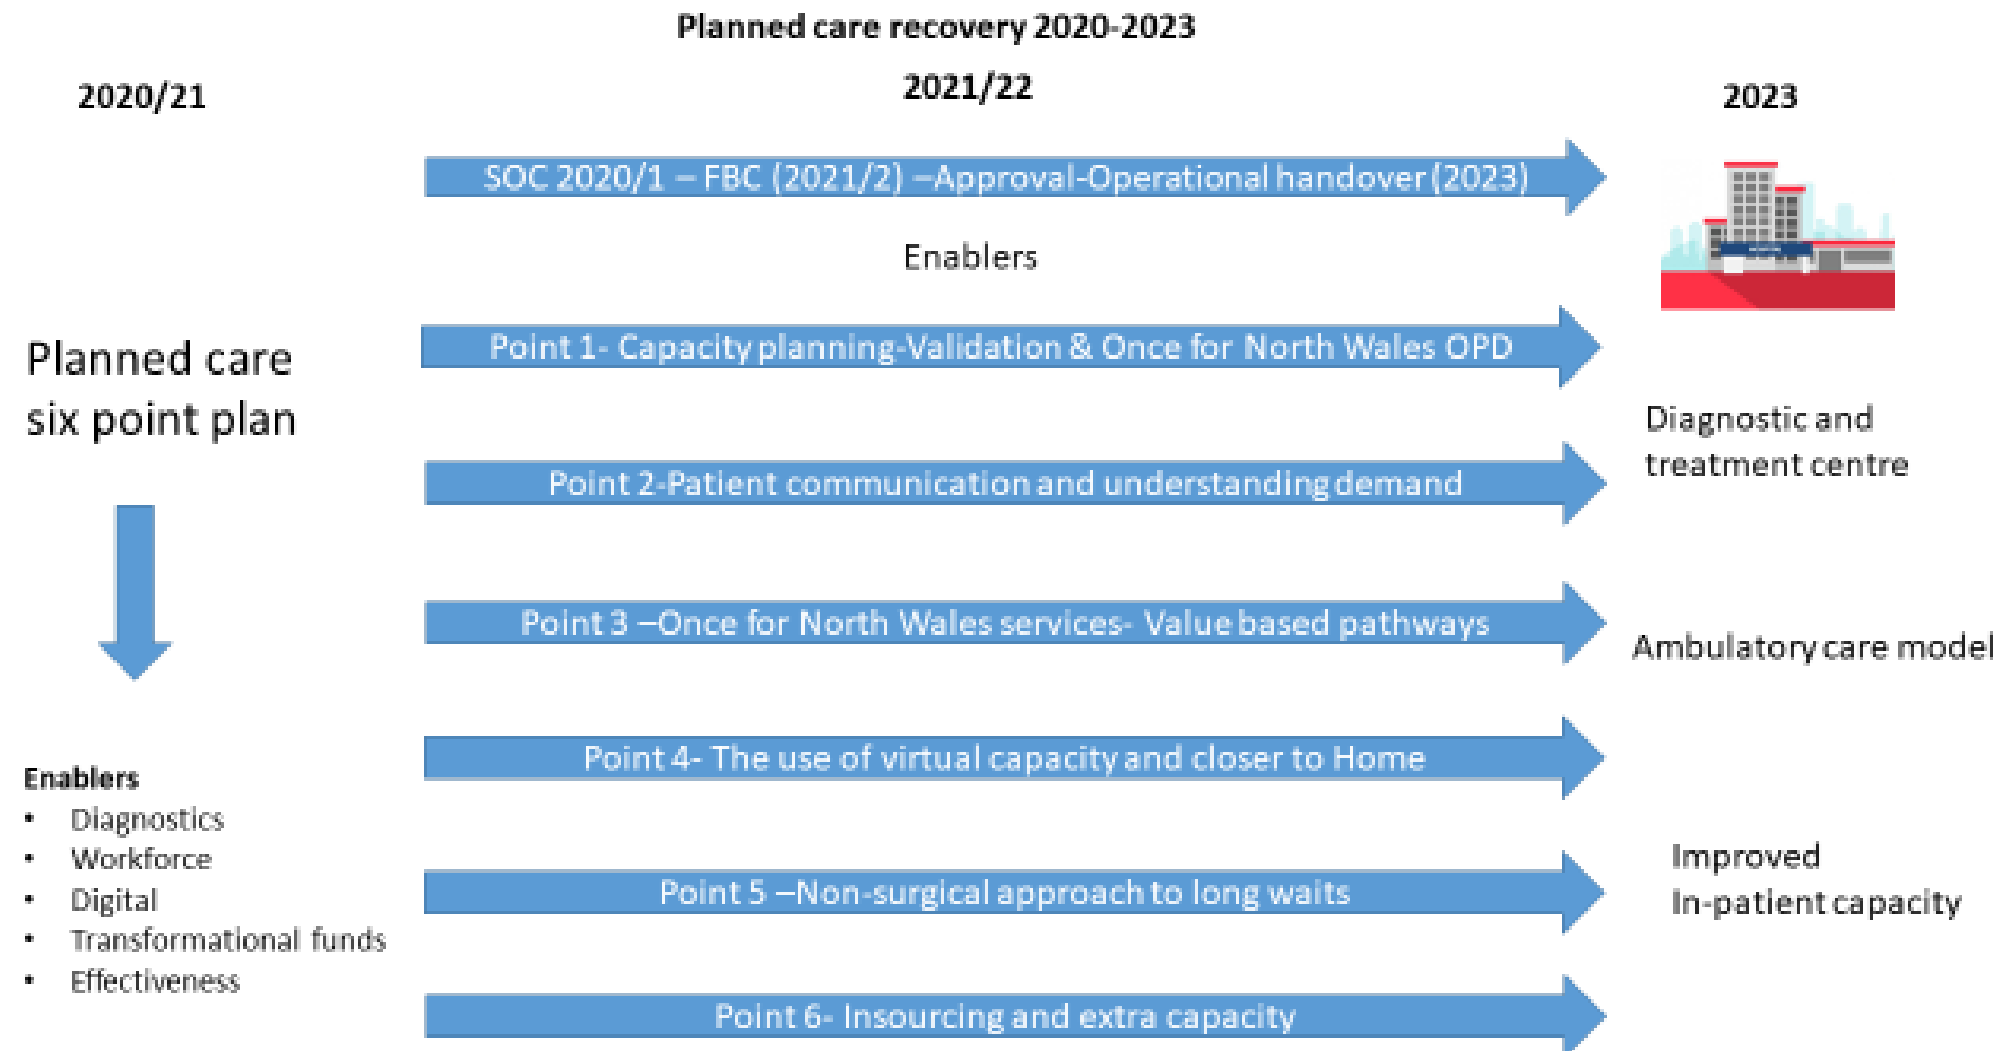 Planned care recovery 2020-2023
2020/21
2021/22
2023
SOC 2020/1 – FBC (2021/2) –Approval-Operational handover (2023)
Enablers
Point 1- Capacity planning-Validation & Once for North Wales OPD
Planned care
six point plan
Point 2-Patient communication and understanding demand
Diagnostic and
treatment centre
Point 3 –Once for North Wales services- Value based pathways
Ambulatory care model
Point 4- The use of virtual capacity and closer to Home
Enablers
• Diagnostics
• Workforce
• Digital
• Transformational funds
• Effectiveness
Point 5 –Non-surgical approach to long waits
Improved
In-patient capacity
Point 6- Insourcing and extra capacity